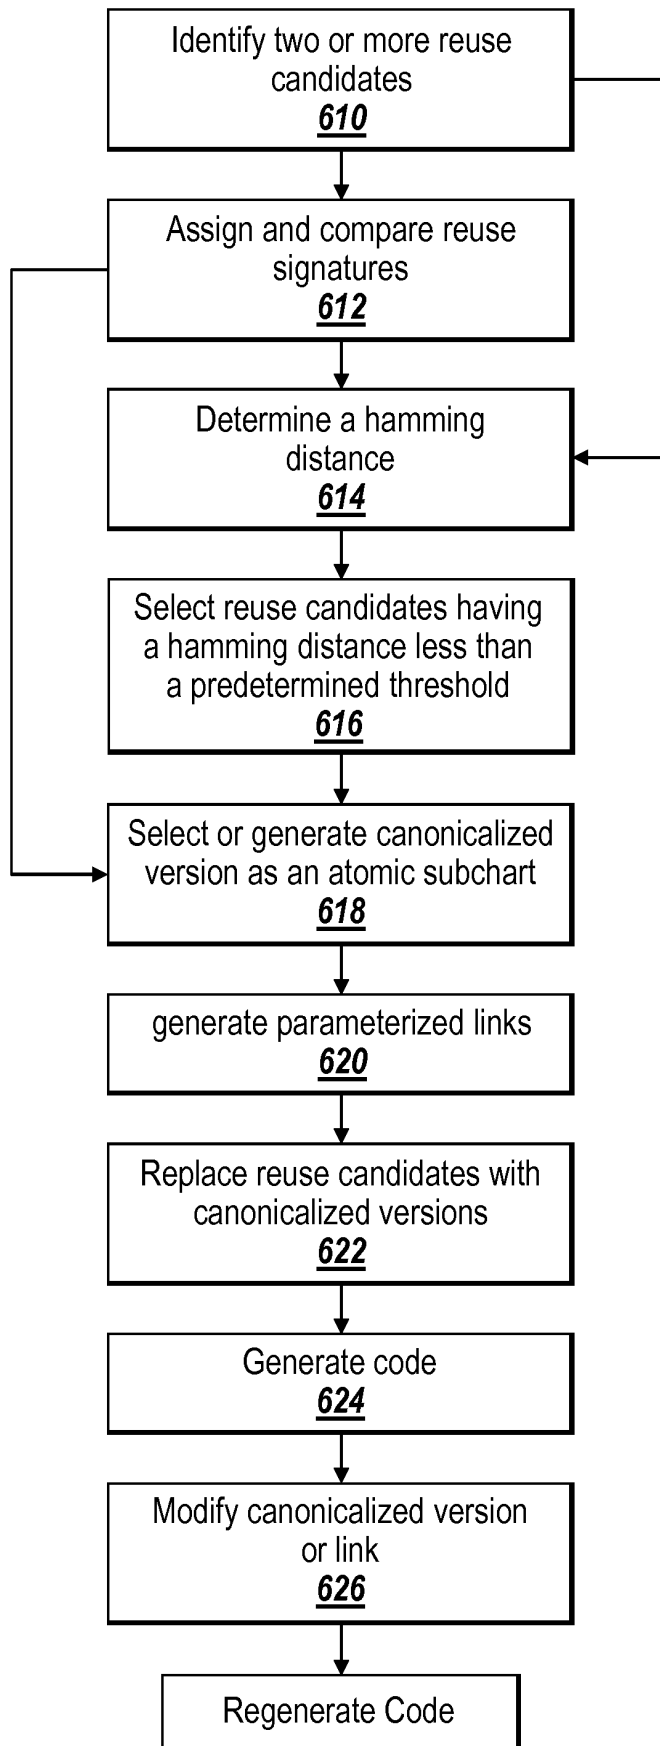 Identify two or more reuse
candidates
610
Assign and compare reuse
signatures
612
Determine a hamming
distance
614
Select reuse candidates having
a hamming distance less than
a predetermined threshold
616
Select or generate canonicalized
version as an atomic subchart
618
generate parameterized links
620
Replace reuse candidates with
canonicalized versions
622
Generate code
624
Modify canonicalized version
or link
626
Regenerate Code